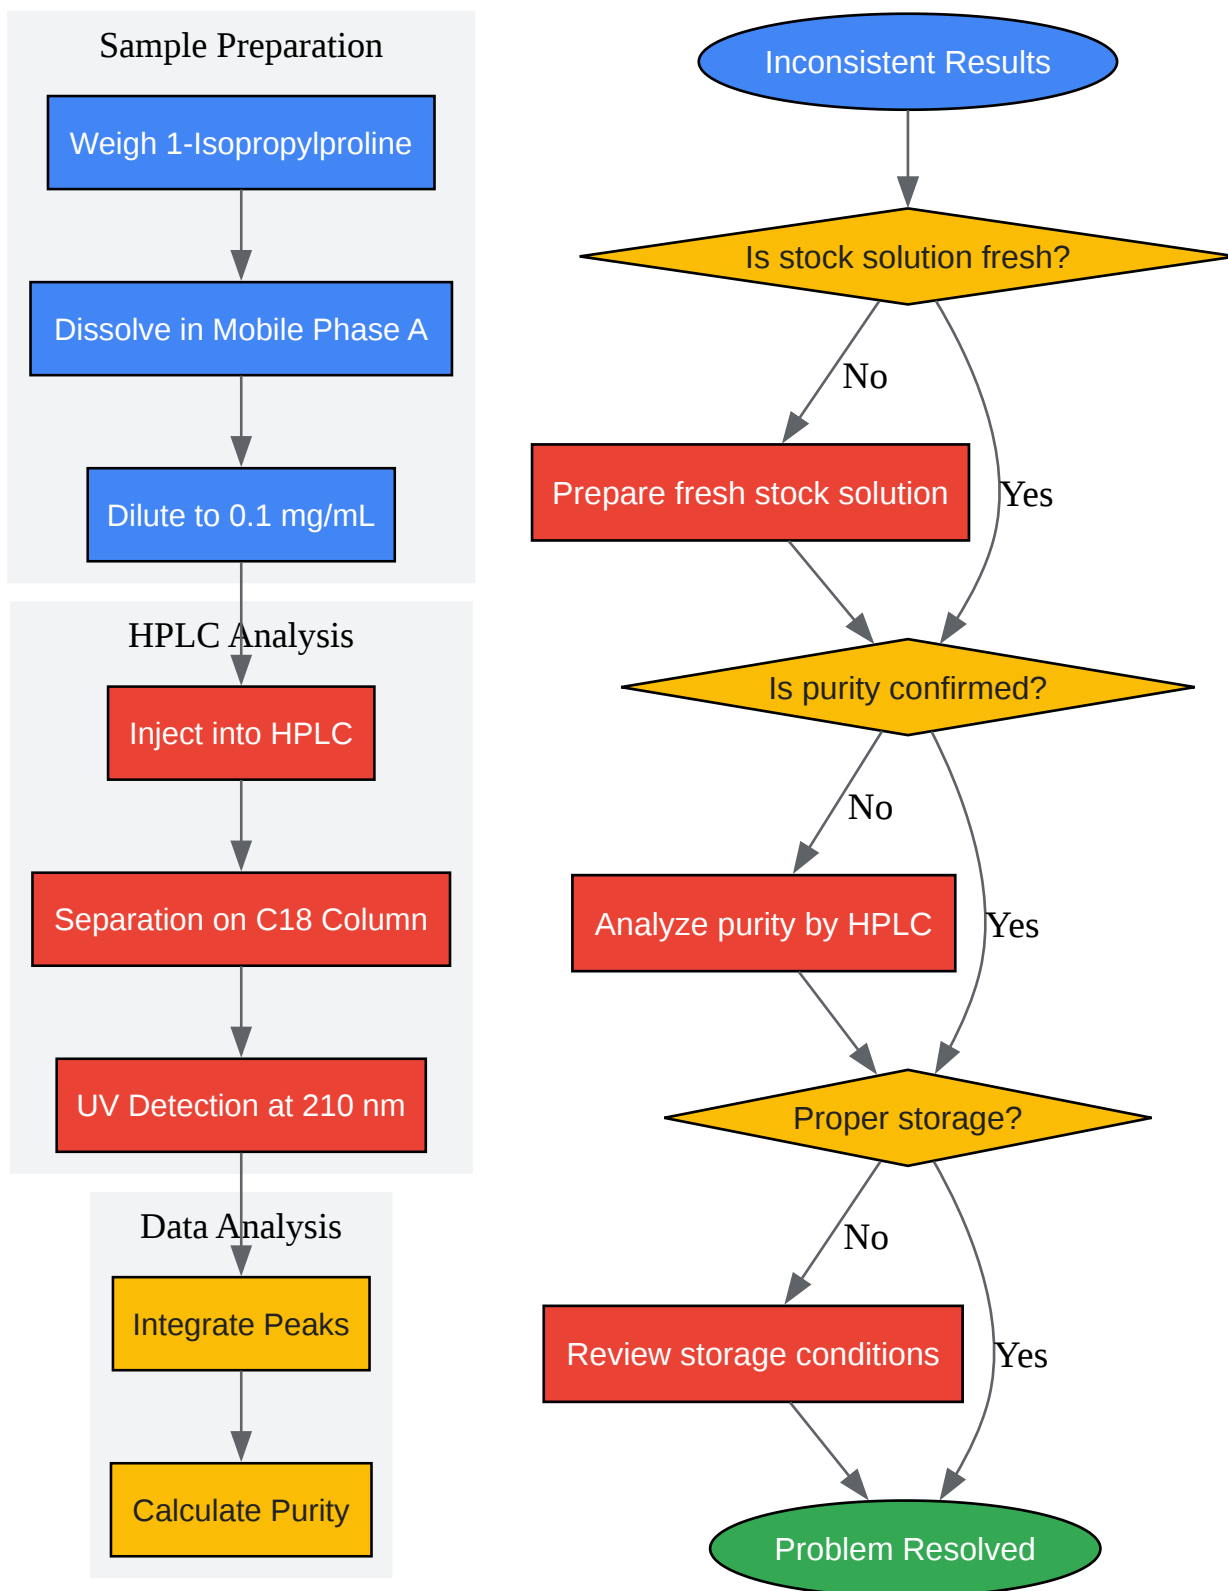 Sample Preparation
Weigh 1-Isopropylproline
Dissolve in Mobile Phase A
Dilute to 0.1 mg/mL
HPLC Analysis
Inject into HPLC
Separation on C18 Column
UV Detection at 210 nm
Data Analysis
Integrate Peaks
Calculate Purity
Inconsistent Results
Is stock solution fresh?
No
Prepare fresh stock solution
Yes
Is purity confirmed?
No
Analyze purity by HPLC
Yes
Proper storage?
No
Review storage conditions
Yes
Problem Resolved